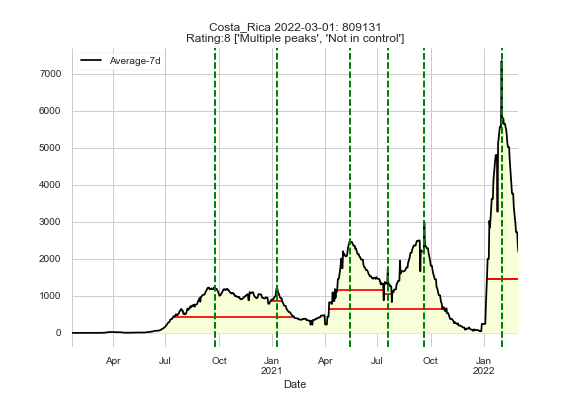 Costa_Rica 2022-03-01: 809131
Rating:8 ['Multiple peaks', 'Not in control']
Average-7d
7000
6000
5000
4000
3000
2000
1000
0
Apr Jul Oct Jan Apr Jul Oct Jan
2021 2022
Date